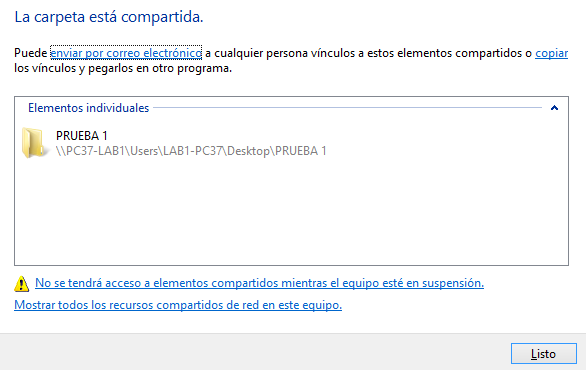 La carpeta está compartida.
Puede enviar por correo electrónico a cualquier persona vínculos a estos elementos compartidos o copiar
los vínculos y pegarlos en otro programa.
Elementos individuales
PRUEBA 1
\\PC37-LAB1\Users\LAB1-PC37\Desktop\PRUEBA 1
No se tendrá acceso a elementos compartidos mientras el equipo esté en suspensión.
Mostrar todos los recursos compartidos de red en este equipo.
Listo